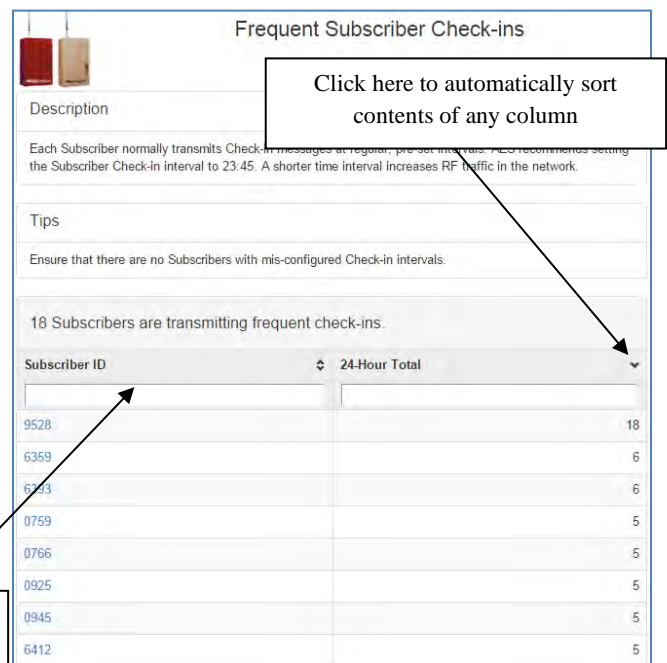 Frequent Subscriber Check-ins
Click here to automatically sort
contents of any column
Description
Each Subscriber normally transmits Check-in messages at regular, pre-set intervals. AES recommends setting
the Subscriber Check-in interval to 23:45. A shorter time interval increases RF traffic in the network.
Tips
Ensure that there are no Subscribers with mis-configured Check-in intervals.
18 Subscribers are transmitting frequent check-ins.
Subscriber ID 24-Hour Total
9528 18
6359 6
6393 6
0759 5
0766 5
0925 5
0945 5
6412 5